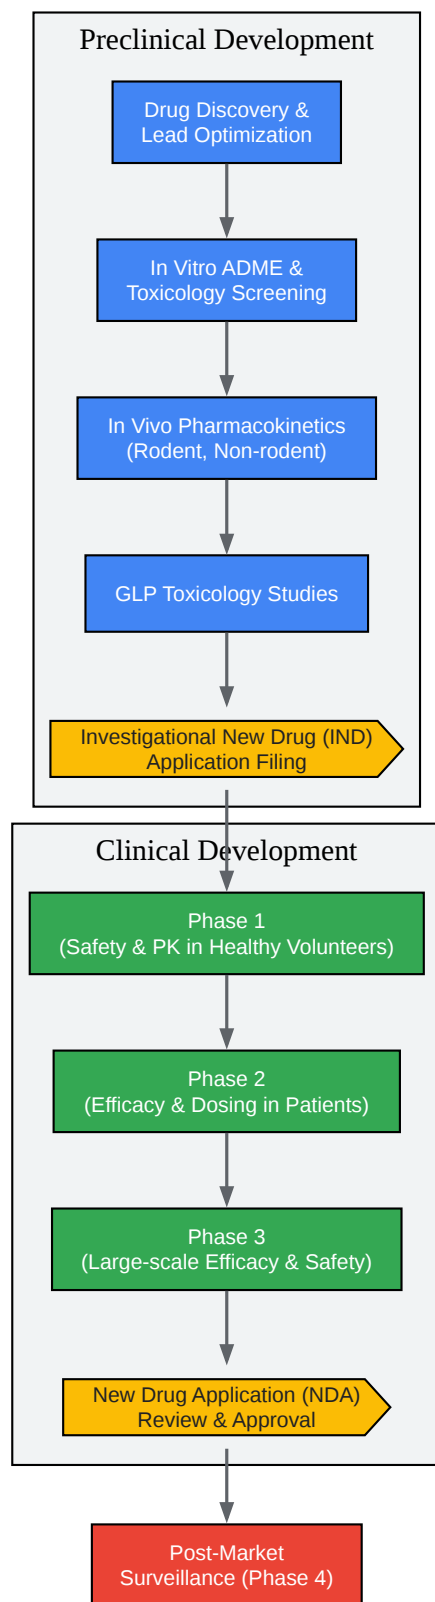 Preclinical Development
Drug Discovery &
Lead Optimization
In Vitro ADME &
Toxicology Screening
In Vivo Pharmacokinetics
(Rodent, Non-rodent)
GLP Toxicology Studies
Investigational New Drug (IND)
Application Filing
Clinical Development
Phase 1
(Safety & PK in Healthy Volunteers)
Phase 2
(Efficacy & Dosing in Patients)
Phase 3
(Large-scale Efficacy & Safety)
New Drug Application (NDA)
Review & Approval
Post-Market
Surveillance (Phase 4)